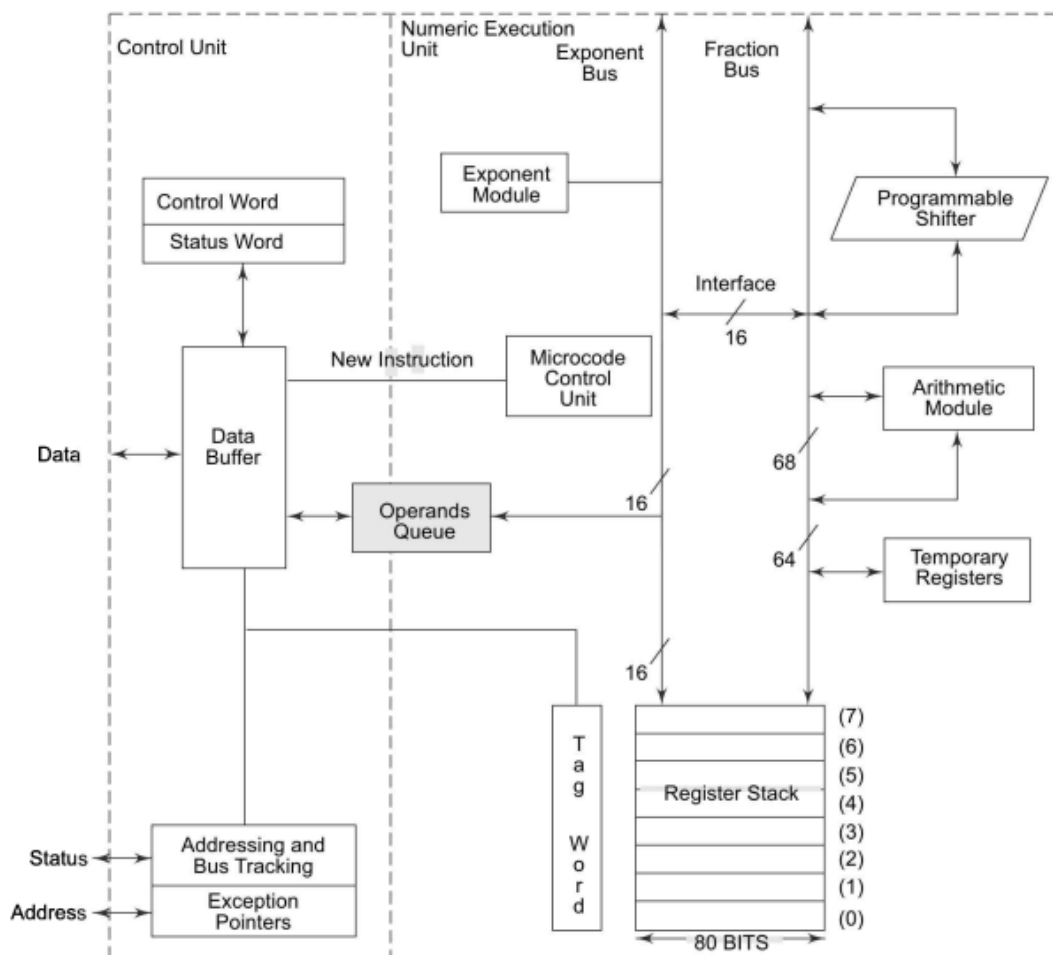 Control Unit
Numeric Execution
Unit
Exponent
Bus
Fraction
Bus
Exponent
Module
Programmable
Shifter
Control Word
Status Word
Interface
16
New Instruction
Microcode
Control
Unit
Arithmetic
Module
Data
Data
Buffer
68
16
Operands
Queue
64
Temporary
Registers
16
Tag Word
Register Stack
(7)
(6)
(5)
(4)
(3)
(2)
(1)
(0)
Status
Addressing and
Bus Tracking
Address
Exception
Pointers
80 BITS